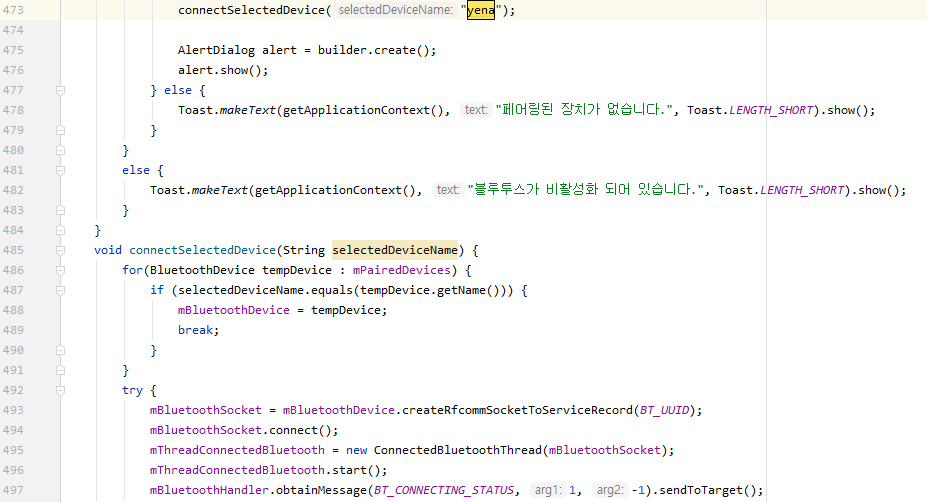 473 connectSelectedDevice( selectedDeviceName: "yena");
474
475 AlertDialog alert = builder.create();
476 alert.show();
477 } else {
478 Toast.makeText(getApplicationContext(), text: "페어링된 장치가 없습니다.", Toast.LENGTH_SHORT).show();
479 }
480 }
481 else {
482 Toast.makeText(getApplicationContext(), text: "블루투스가 비활성화 되어 있습니다.", Toast.LENGTH_SHORT).show();
483 }
484 }
485 void connectSelectedDevice(String selectedDeviceName) {
486 for(BluetoothDevice tempDevice : mPairedDevices) {
487 if (selectedDeviceName.equals(tempDevice.getName())) {
488 mBluetoothDevice = tempDevice;
489 break;
490 }
491 }
492 try {
493 mBluetoothSocket = mBluetoothDevice.createRfcommSocketToServiceRecord(BT_UUID);
494 mBluetoothSocket.connect();
495 mThreadConnectedBluetooth = new ConnectedBluetoothThread(mBluetoothSocket);
496 mThreadConnectedBluetooth.start();
497 mBluetoothHandler.obtainMessage(BT_CONNECTING_STATUS, arg1: 1, arg2: -1).sendToTarget();